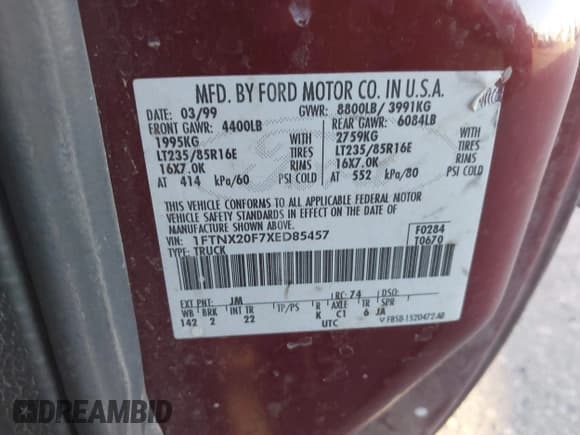 MFD. BY FORD MOTOR CO. IN U.S.A.
DATE: 03/99 GVWR: 8800LB/ 3991KG
FRONT GAWR: 4400LB REAR GAWR: 6084LB
1995KG WITH 2759KG WITH
LT235/85R16E TIRES LT235/85R16E TIRES
16X7.0K RIMS 16X7.0K RIMS
AT 414 kPa/60 PSI COLD AT 552 kPa/80 PSI COLD
THIS VEHICLE CONFORMS TO ALL APPLICABLE FEDERAL MOTOR
VEHICLE SAFETY STANDARDS IN EFFECT ON THE DATE OF
MANUFACTURE SHOWN ABOVE.
VIN: 1FTNX20F7XED85457 F0284
TYPE: TRUCK T0670
EXT PNT: JM RC: 74 DSO:
WB BRK INT TR TP/PS R AXLE TR SPR
142 2 22 K C1 6 JA
UTC F85B-1520472-AB
DREAMBID